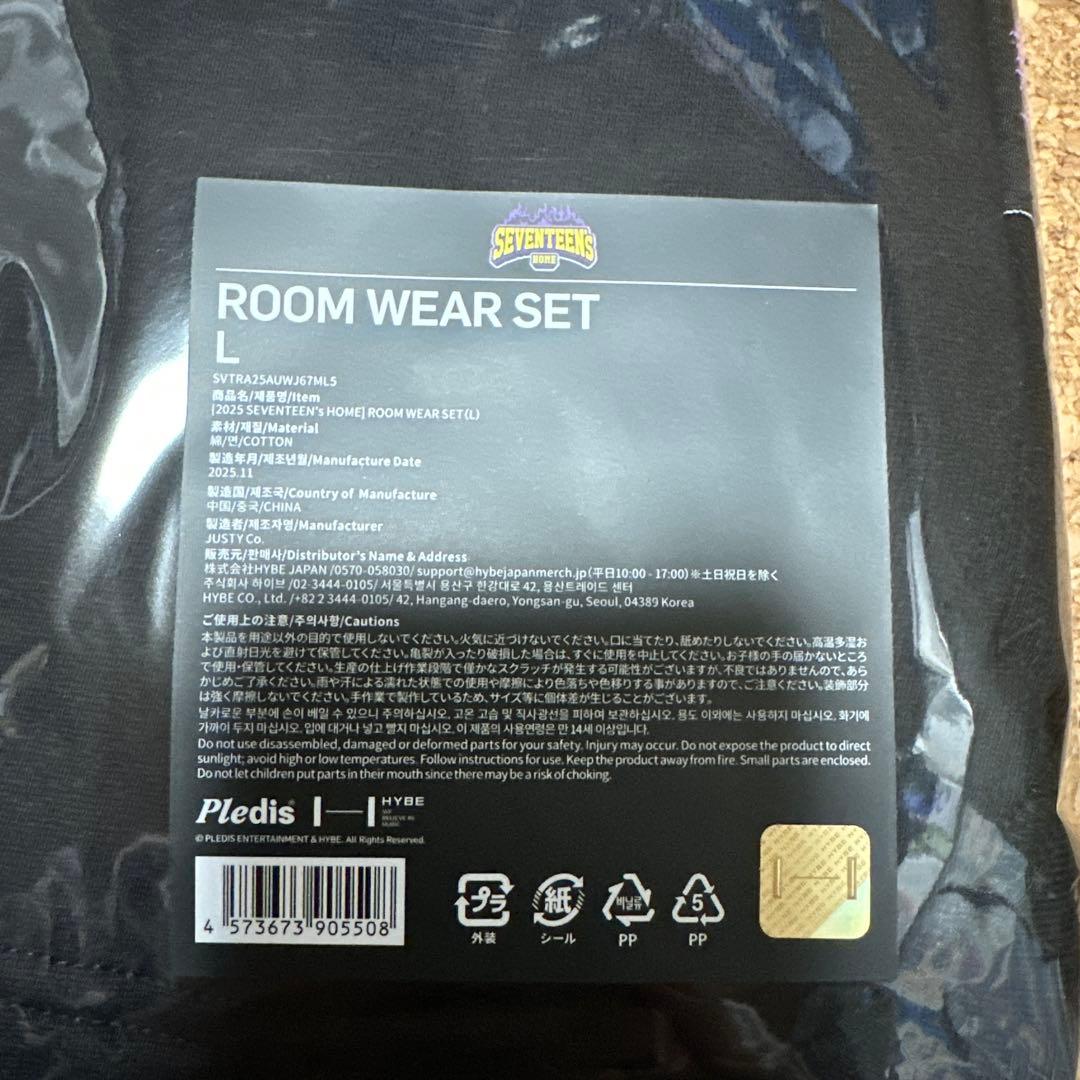 SEVENTEEN'S
HOME
ROOM WEAR SET
L
SVTRA25AUWJ67ML5
商品名/제품명/Item
[2025 SEVENTEEN's HOME] ROOM WEAR SET(L)
素材/재질/Material
綿/면/COTTON
製造年月/제조년월/Manufacture Date
2025.11
製造国/제조국/Country of Manufacture
中国/중국/CHINA
製造者/제조자명/Manufacturer
JUSTY Co.
販売元/판매사/Distributor's Name & Address
株式会社HYBE JAPAN /0570-058030/ support@hybejapanmerch.jp(平日10:00 - 17:00)※土日祝日を除く
주식회사 하이브 /02-3444-0105/ 서울특별시 용산구 한강대로 42, 용산트레이드 센터
HYBE CO., Ltd. /+82 2 3444-0105/ 42, Hangang-daero, Yongsan-gu, Seoul, 04389 Korea
ご使用上の注意/주의사항/Cautions
本製品を用途以外の目的で使用しないでください。火気に近づけないでください。口に当てたり、舐めたりしないでください。高温多湿お
よび直射日光を避けて保管してください。亀裂が入ったり破損した場合は、すぐに使用を中止してください。お子様の手の届かないところ
で使用・保管してください。生産の仕上げ作業段階で僅かなスクラッチが発生する可能性がございますが、不良ではありませんので、あら
かじめご了承ください。雨や汗による濡れた状態での使用や摩擦により色落ちや色移りする事がありますので、ご注意ください。装飾部分
は強く摩擦しないでください。手作業で製作しているため、サイズ等に個体差が生じることがございます。
날카로운 부분에 손이 베일 수 있으니 주의하십시오. 고온 고습 및 직사광선을 피하여 보관하십시오. 용도 이외에는 사용하지 마십시오. 화기에
가까이 두지 마십시오. 입에 대거나 넣고 빨지 마십시오. 이 제품의 사용연령은 만 14세 이상입니다.
Do not use disassembled, damaged or deformed parts for your safety. Injury may occur. Do not expose the product to direct
sunlight; avoid high or low temperatures. Follow instructions for use. Keep the product away from fire. Small parts are enclosed.
Do not let children put parts in their mouth since there may be a risk of choking.
Pledis HYBE
WE
BELIEVE IN
MUSIC
© PLEDIS ENTERTAINMENT & HYBE. All Rights Reserved.
4 573673 905508
プラ 紙 비닐류 5
外装 シール PP PP
HYBE